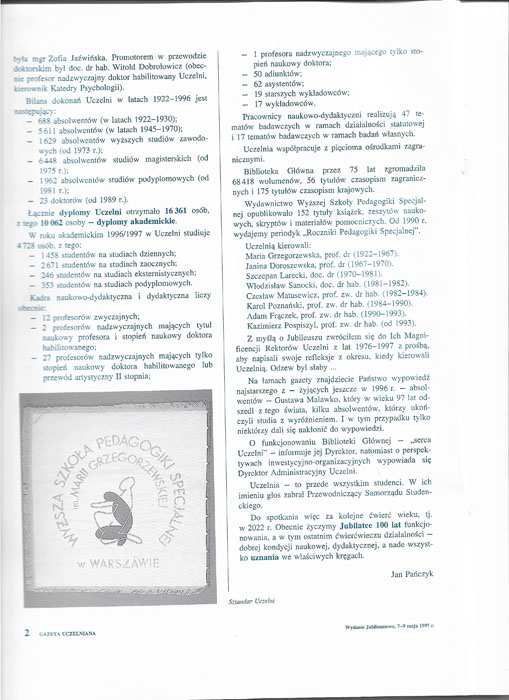 była mgr Zofia Jaźwińska. Promotorem w przewodzie
doktorskim był doc. dr hab. Witold Dobrołowicz (obec-
nie profesor nadzwyczajny doktor habilitowany Uczelni,
kierownik Katedry Psychologii).
Bilans dokonań Uczelni w latach 1922–1996 jest
następujący:
— 688 absolwentów (w latach 1922–1930);
— 5 611 absolwentów (w latach 1945–1970);
— 1 629 absolwentów wyższych studiów zawodo-
wych (od 1973 r.);
— 6 448 absolwentów studiów magisterskich (od
1975 r.);
— 1 962 absolwentów studiów podyplomowych (od
1981 r.);
— 23 doktorów (od 1989 r.).
Łącznie dyplomy Uczelni otrzymało 16 361 osób,
z tego 10 062 osoby — dyplomy akademickie.
W roku akademickim 1996/1997 w Uczelni studiuje
4 728 osób, z tego:
— 1 458 studentów na studiach dziennych;
— 2 671 studentów na studiach zaocznych;
— 246 studentów na studiach eksternistycznych;
— 353 studentów na studiach podyplomowych.
Kadra naukowo-dydaktyczna i dydaktyczna liczy
obecnie:
— 12 profesorów zwyczajnych;
— 2 profesorów nadzwyczajnych mających tytuł
naukowy profesora i stopień naukowy doktora
habilitowanego;
— 27 profesorów nadzwyczajnych mających tylko
stopień naukowy doktora habilitowanego lub
przewód artystyczny II stopnia;
WYŻSZA SZKOŁA PEDAGOGIKI SPECJALNEJ
IM. MARII GRZEGORZEWSKIEJ
W WARSZAWIE
— 1 profesora nadzwyczajnego mającego tylko sto-
pień naukowy doktora;
— 50 adiunktów;
— 62 asystentów;
— 19 starszych wykładowców;
— 17 wykładowców.
Pracownicy naukowo-dydaktyczni realizują 47 te-
matów badawczych w ramach działalności statutowej
i 17 tematów badawczych w ramach badań własnych.
Uczelnia współpracuje z pięcioma ośrodkami zagra-
nicznymi.
Biblioteka Główna przez 75 lat zgromadziła
68 418 woluminów, 56 tytułów czasopism zagranicz-
nych i 175 tytułów czasopism krajowych.
Wydawnictwo Wyższej Szkoły Pedagogiki Specjal-
nej opublikowało 152 tytuły książek, zeszytów nauko-
wych, skryptów i materiałów pomocniczych. Od 1990 r.
wydajemy periodyk „Roczniki Pedagogiki Specjalnej".
Uczelnią kierowali:
Maria Grzegorzewska, prof. dr (1922–1967).
Janina Doroszewska, prof. dr (1967–1970).
Szczepan Larecki, doc. dr (1970–1981).
Włodzisław Sanocki, doc. dr hab. (1981–1982).
Czesław Matusewicz, prof. zw. dr hab. (1982–1984).
Karol Poznański, prof. zw. dr hab. (1984–1990).
Adam Frączek, prof. zw. dr hab. (1990–1993).
Kazimierz Pospiszyl, prof. zw. dr hab. (od 1993).
Z myślą o Jubileuszu zwróciłem się do Ich Magni-
ficencji Rektorów Uczelni z lat 1976–1997 z prośbą,
aby napisali swoje refleksje z okresu, kiedy kierowali
Uczelnią. Odzew był słaby ...
Na łamach gazety znajdziecie Państwo wypowiedź
najstarszego z — żyjących jeszcze w 1996 r. — absol-
wentów — Gustawa Malawko, który w wieku 97 lat od-
szedł z tego świata, kilku absolwentów, którzy ukoń-
czyli studia z wyróżnieniem. I w tym przypadku tylko
niektórzy dali się nakłonić do wypowiedzi.
O funkcjonowaniu Biblioteki Głównej — „serca
Uczelni" — informuje jej Dyrektor, natomiast o perspek-
tywach inwestycyjno-organizacyjnych wypowiada się
Dyrektor Administracyjny Uczelni.
Uczelnia — to przede wszystkim studenci. W ich
imieniu głos zabrał Przewodniczący Samorządu Studen-
ckiego.
Do spotkania więc za kolejne ćwierć wieku, tj.
w 2022 r. Obecnie życzymy Jubilatce 100 lat funkcjo-
nowania, a w tym ostatnim ćwierćwieczu działalności —
dobrej kondycji naukowej, dydaktycznej, a nade wszyst-
ko uznania we właściwych kręgach.
Jan Pańczyk
Sztandar Uczelni
2 GAZETA UCZELNIANA
Wydanie Jubileuszowe, 7–9 maja 1997 r.